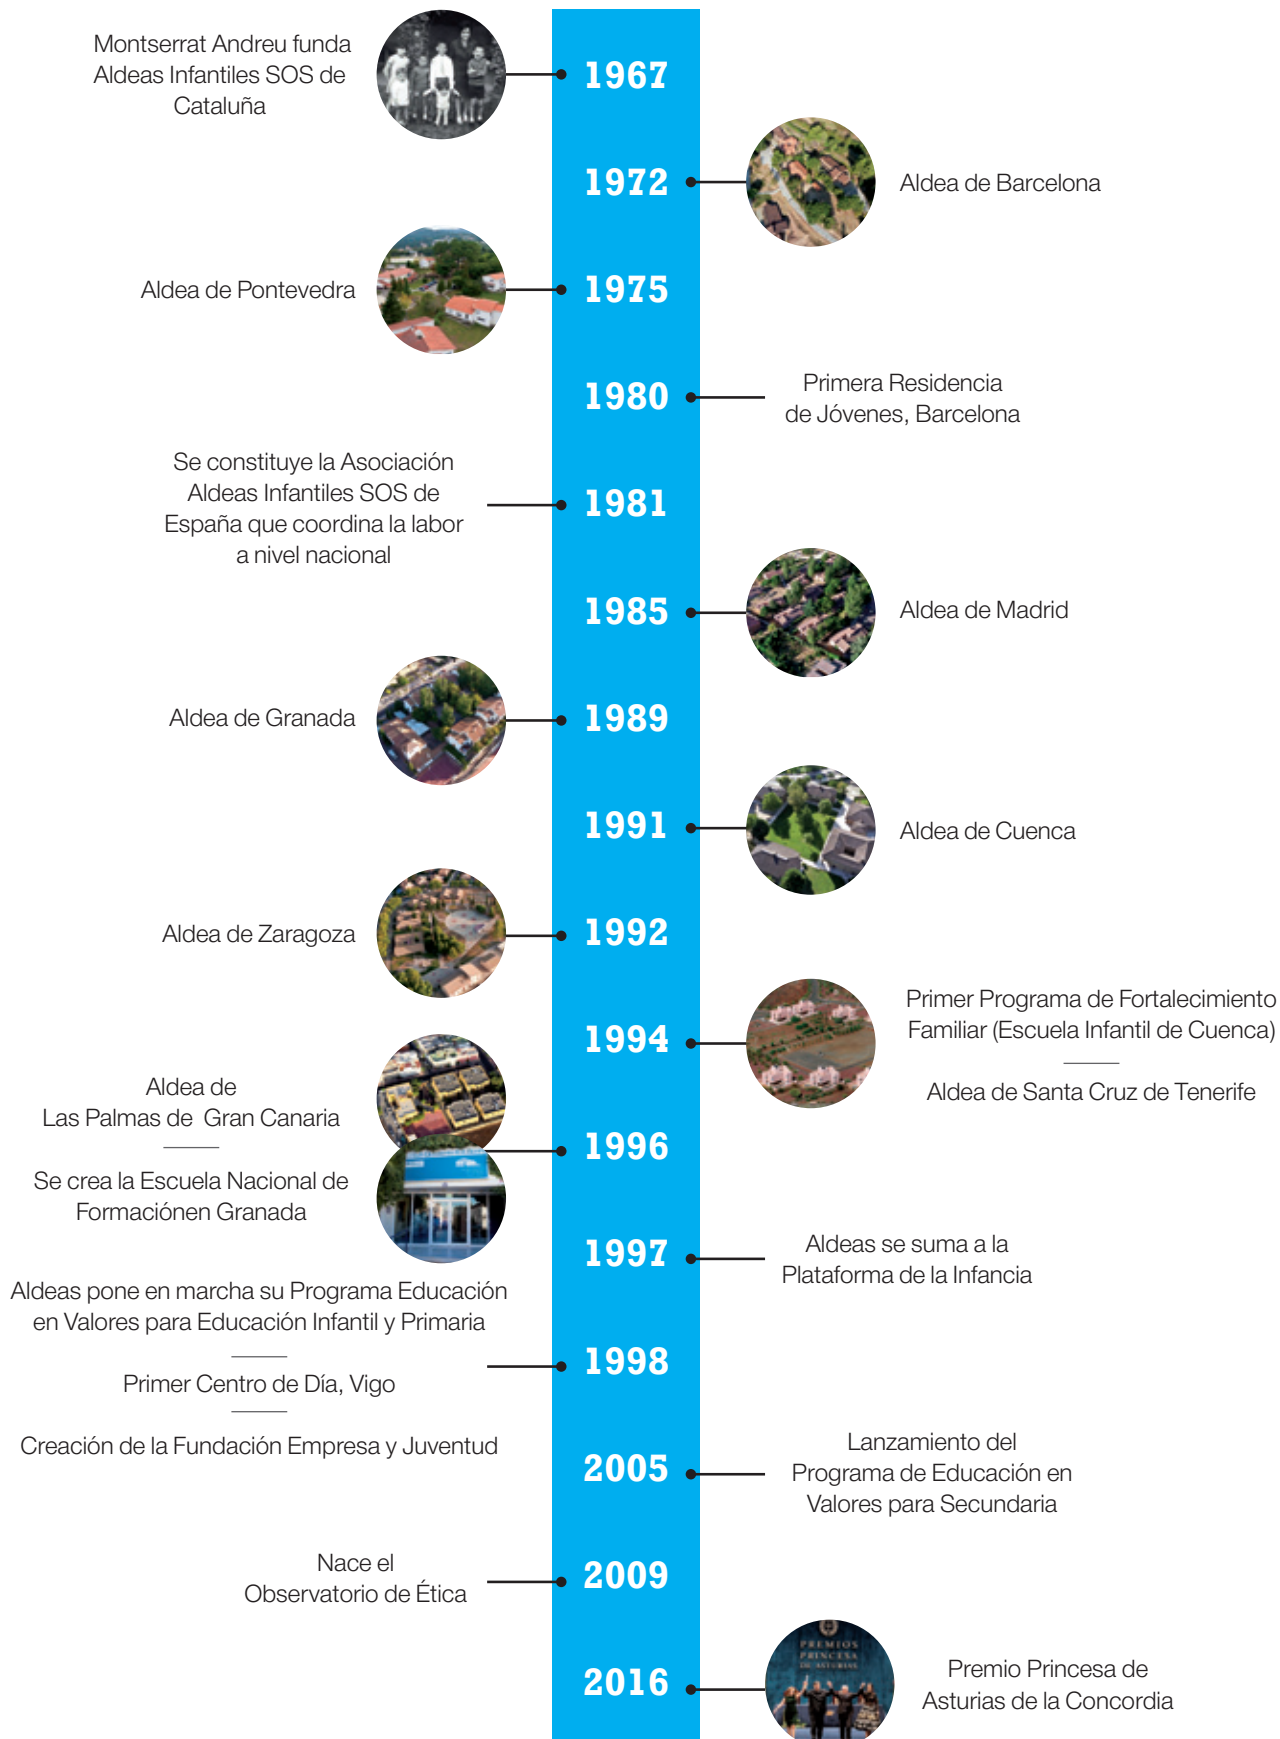 Montserrat Andreu funda
Aldeas Infantiles SOS de
Cataluña
1967
1972
Aldea de Barcelona
Aldea de Pontevedra
1975
1980
Primera Residencia
de Jóvenes, Barcelona
Se constituye la Asociación
Aldeas Infantiles SOS de
España que coordina la labor
a nivel nacional
1981
1985
Aldea de Madrid
Aldea de Granada
1989
1991
Aldea de Cuenca
Aldea de Zaragoza
1992
1994
Primer Programa de Fortalecimiento
Familiar (Escuela Infantil de Cuenca)
Aldea de Santa Cruz de Tenerife
Aldea de
Las Palmas de Gran Canaria
Se crea la Escuela Nacional de
Formaciónen Granada
1996
1997
Aldeas se suma a la
Plataforma de la Infancia
Aldeas pone en marcha su Programa Educación
en Valores para Educación Infantil y Primaria
Primer Centro de Día, Vigo
Creación de la Fundación Empresa y Juventud
1998
2005
Lanzamiento del
Programa de Educación en
Valores para Secundaria
Nace el
Observatorio de Ética
2009
2016
PREMIOS
PRINCESA
DE ASTURIAS
Premio Princesa de
Asturias de la Concordia